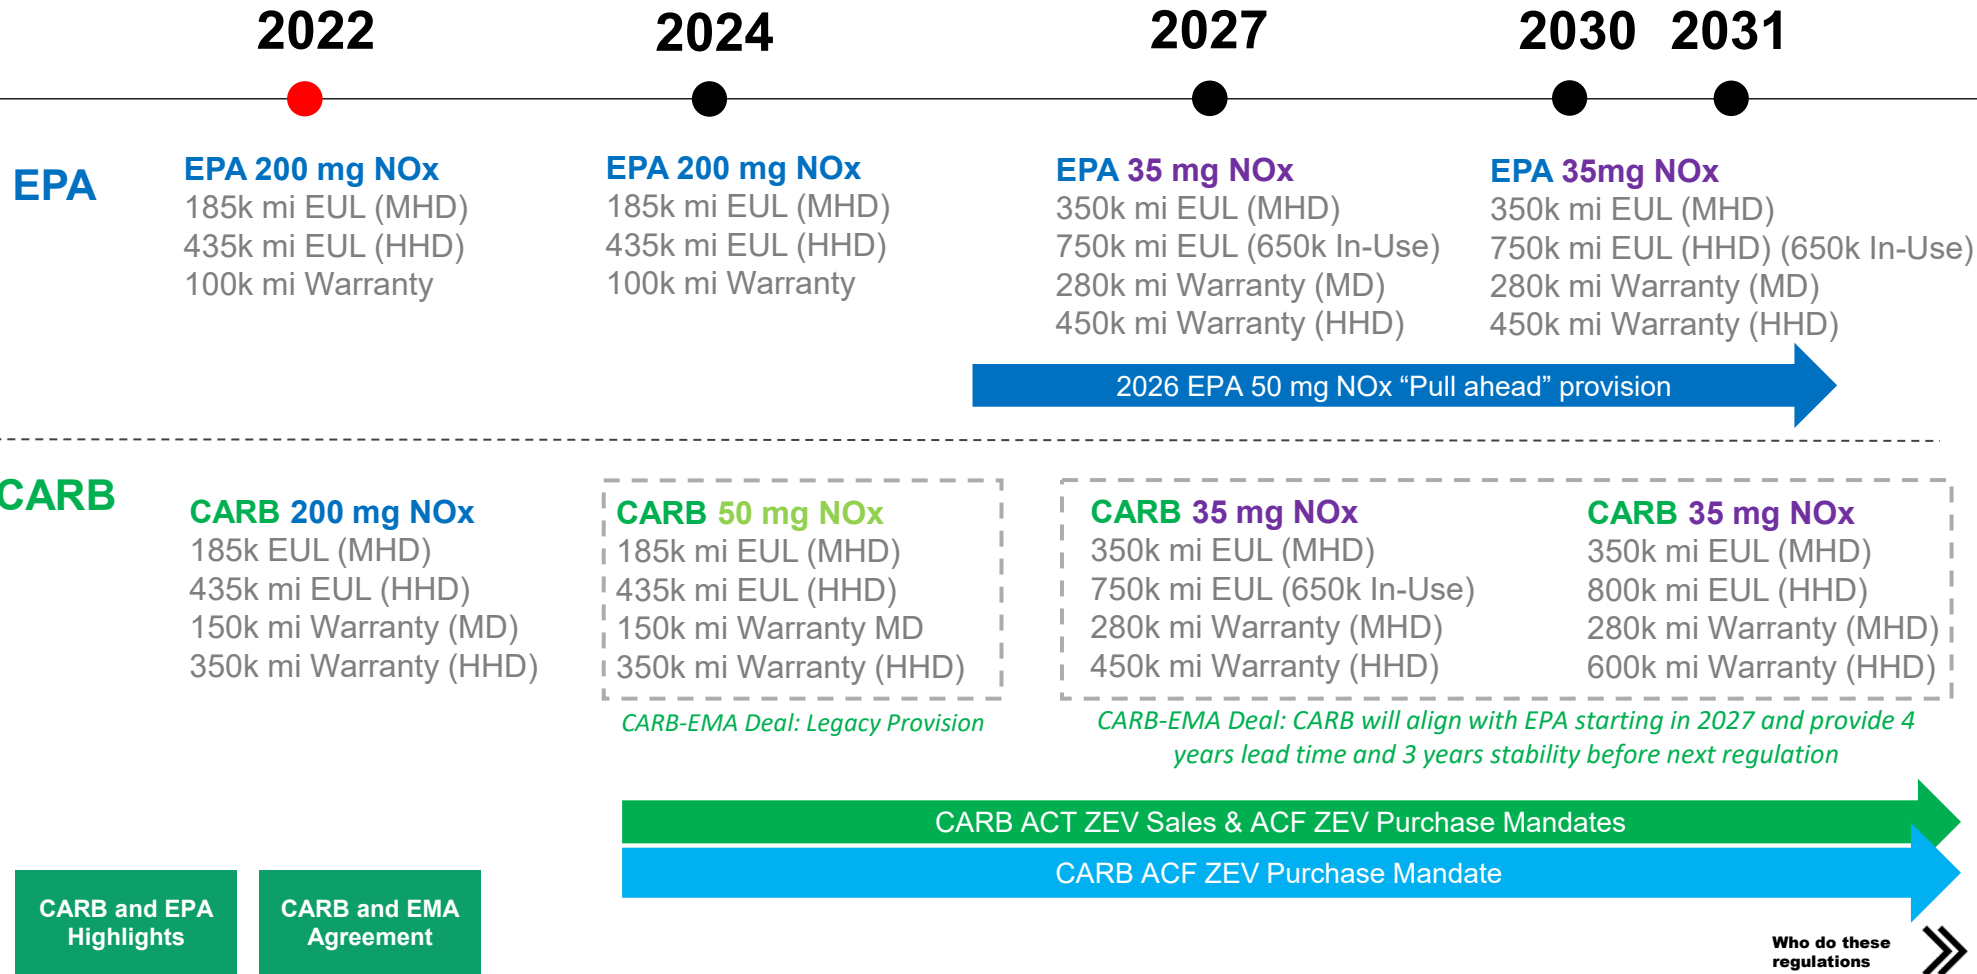 2022
2024
2027
2030
2031
EPA
EPA 200 mg NOx
185k mi EUL (MHD)
435k mi EUL (HHD)
100k mi Warranty
EPA 200 mg NOx
185k mi EUL (MHD)
435k mi EUL (HHD)
100k mi Warranty
EPA 35 mg NOx
350k mi EUL (MHD)
750k mi EUL (650k In-Use)
280k mi Warranty (MD)
450k mi Warranty (HHD)
EPA 35mg NOx
350k mi EUL (MHD)
750k mi EUL (HHD) (650k In-Use)
280k mi Warranty (MD)
450k mi Warranty (HHD)
2026 EPA 50 mg NOx “Pull ahead” provision
CARB
CARB 200 mg NOx
185k EUL (MHD)
435k mi EUL (HHD)
150k mi Warranty (MD)
350k mi Warranty (HHD)
CARB 50 mg NOx
185k mi EUL (MHD)
435k mi EUL (HHD)
150k mi Warranty MD
350k mi Warranty (HHD)
CARB-EMA Deal: Legacy Provision
CARB 35 mg NOx
350k mi EUL (MHD)
750k mi EUL (650k In-Use)
280k mi Warranty (MHD)
450k mi Warranty (HHD)
CARB 35 mg NOx
350k mi EUL (MHD)
800k mi EUL (HHD)
280k mi Warranty (MHD)
600k mi Warranty (HHD)
CARB-EMA Deal: CARB will align with EPA starting in 2027 and provide 4
years lead time and 3 years stability before next regulation
CARB ACT ZEV Sales & ACF ZEV Purchase Mandates
CARB ACF ZEV Purchase Mandate
CARB and EPA
Highlights
CARB and EMA
Agreement
Who do these
regulations